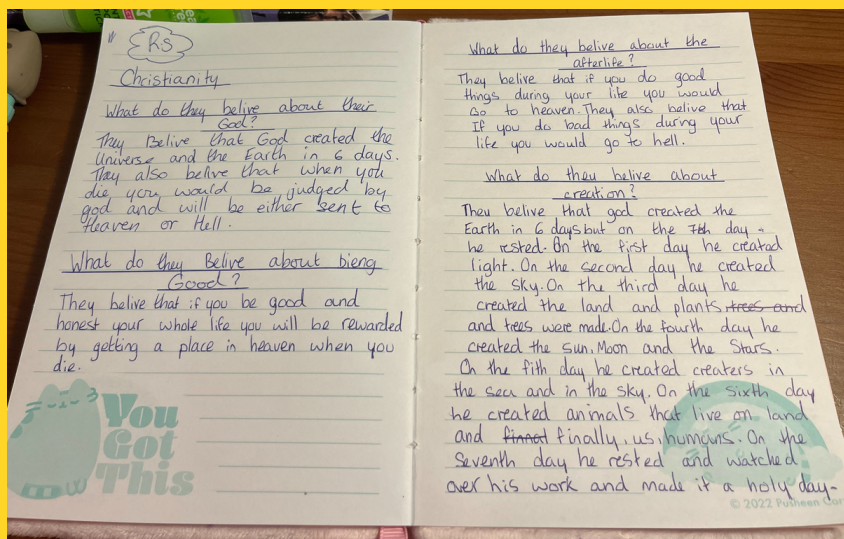 RS
Christianity
What do they belive about their
God?
They Belive that God created the
Universe and the Earth in 6 days.
They also belive that when you
die, you would be judged by
god and will be either sent to
Heaven or Hell.
What do they Belive about bieng
Good?
They belive that if you be good and
honest your whole life you will be rewarded
by getting a place in heaven when you
die.
You
Got
This
What do they belive about the
afterlife?
They belive that if you do good
things during your life you would
Go to heaven. They also belive that
If you do bad things during your
life you would go to hell.
What do they belive about
creation?
They belive that god created the
Earth in 6 days but on the 7th day -
he rested. On the first day he created
light. On the second day he created
the sky. On the third day he
created the land and plants trees and
and trees were made. On the fourth day he
created the sun, Moon and the Stars.
On the fith day he created creaters in
the sea and in the sky. On the sixth day
he created animals that live on land
and finnal finally, us, humans. On the
Seventh day he rested and watched
over his work and made it a holy day-
© 2022 Pusheen Cor